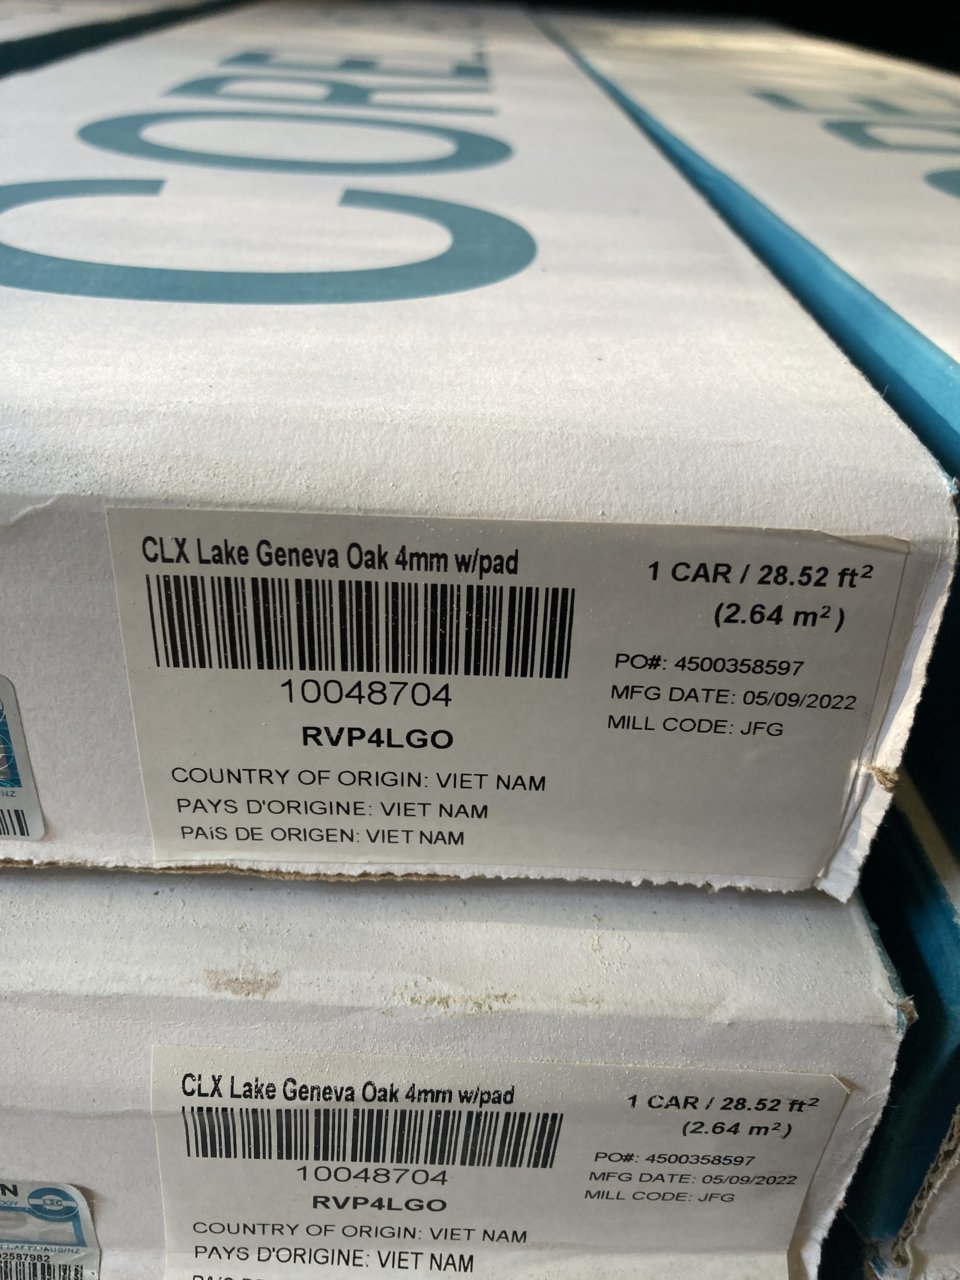 CORE
CLX Lake Geneva Oak 4mm w/pad
10048704
RVP4LGO
COUNTRY OF ORIGIN: VIET NAM
PAYS D'ORIGINE: VIET NAM
PAíS DE ORIGEN: VIET NAM
1 CAR / 28.52 ft²
(2.64 m²)
PO#: 4500358597
MFG DATE: 05/09/2022
MILL CODE: JFG
NZ
CLX Lake Geneva Oak 4mm w/pad
10048704
RVP4LGO
COUNTRY OF ORIGIN: VIET NAM
PAYS D'ORIGINE: VIET NAM
1 CAR / 28.52 ft²
(2.64 m²)
PO#: 4500358597
MFG DATE: 05/09/2022
MILL CODE: JFG
N
2587982